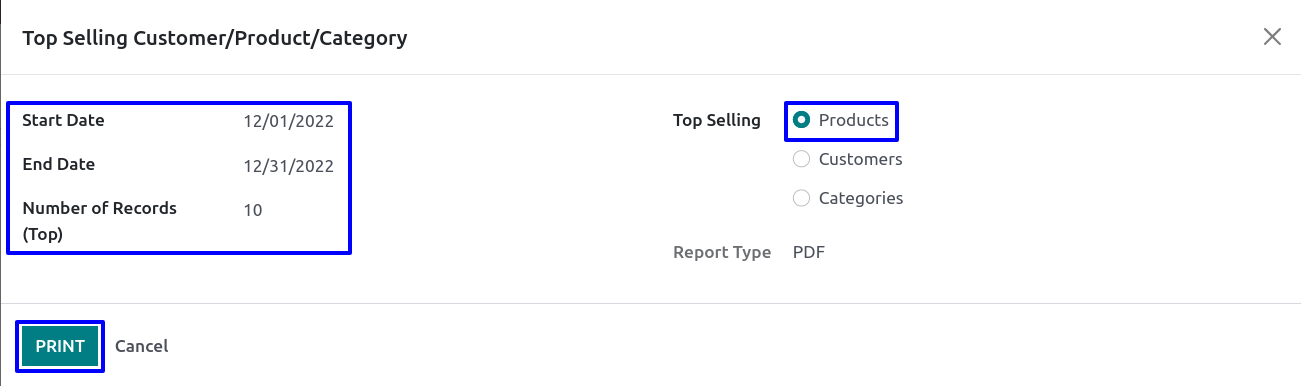 Top Selling Customer/Product/Category
Start Date 12/01/2022
End Date 12/31/2022
Number of Records
(Top) 10
Top Selling Products
Customers
Categories
Report Type PDF
PRINT Cancel